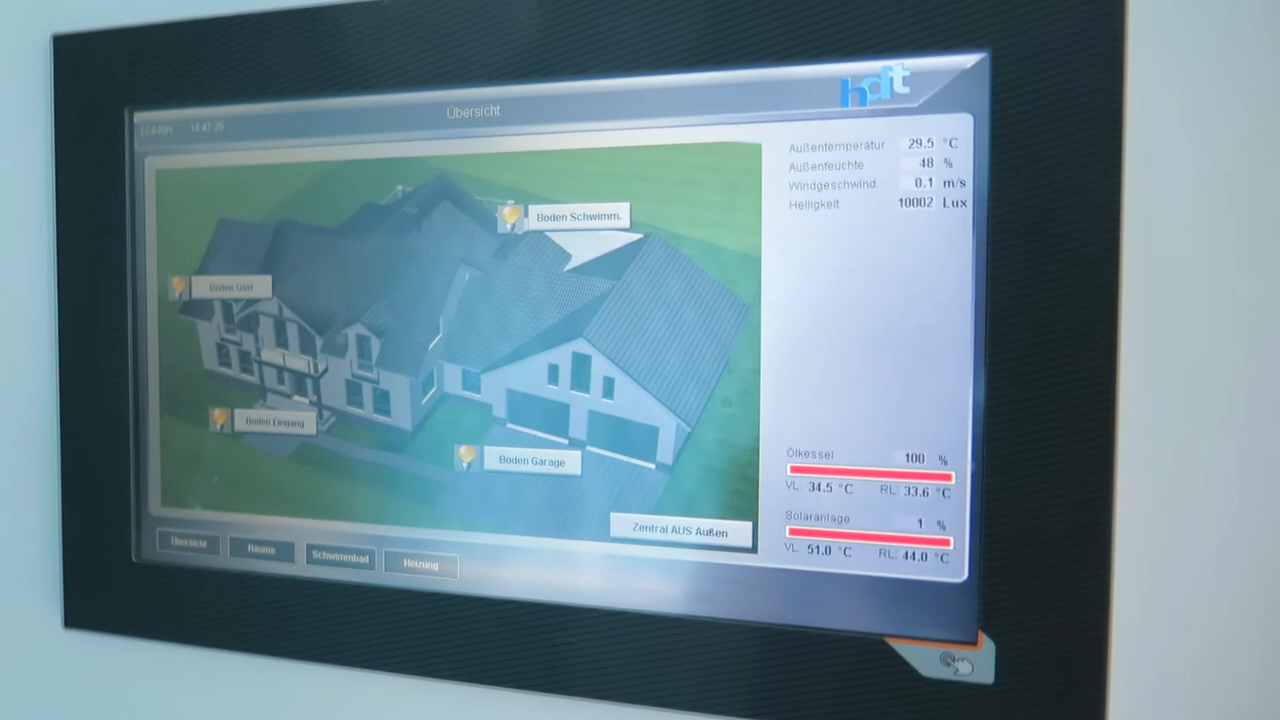 hdt
Übersicht
14:47:26
Außentemperatur 29.5 °C
Außenfeuchte 48 %
Windgeschwind. 0.1 m/s
Helligkeit 10002 Lux
Boden Schwimm.
Boden Gast
Boden Eingang
Boden Garage
Zentral AUS Außen
Ölkessel 100 %
VL: 34.5 °C RL: 33.6 °C
Solaranlage 1 %
VL: 51.0 °C RL: 44.0 °C
Übersicht Räume Schwimmbad Heizung